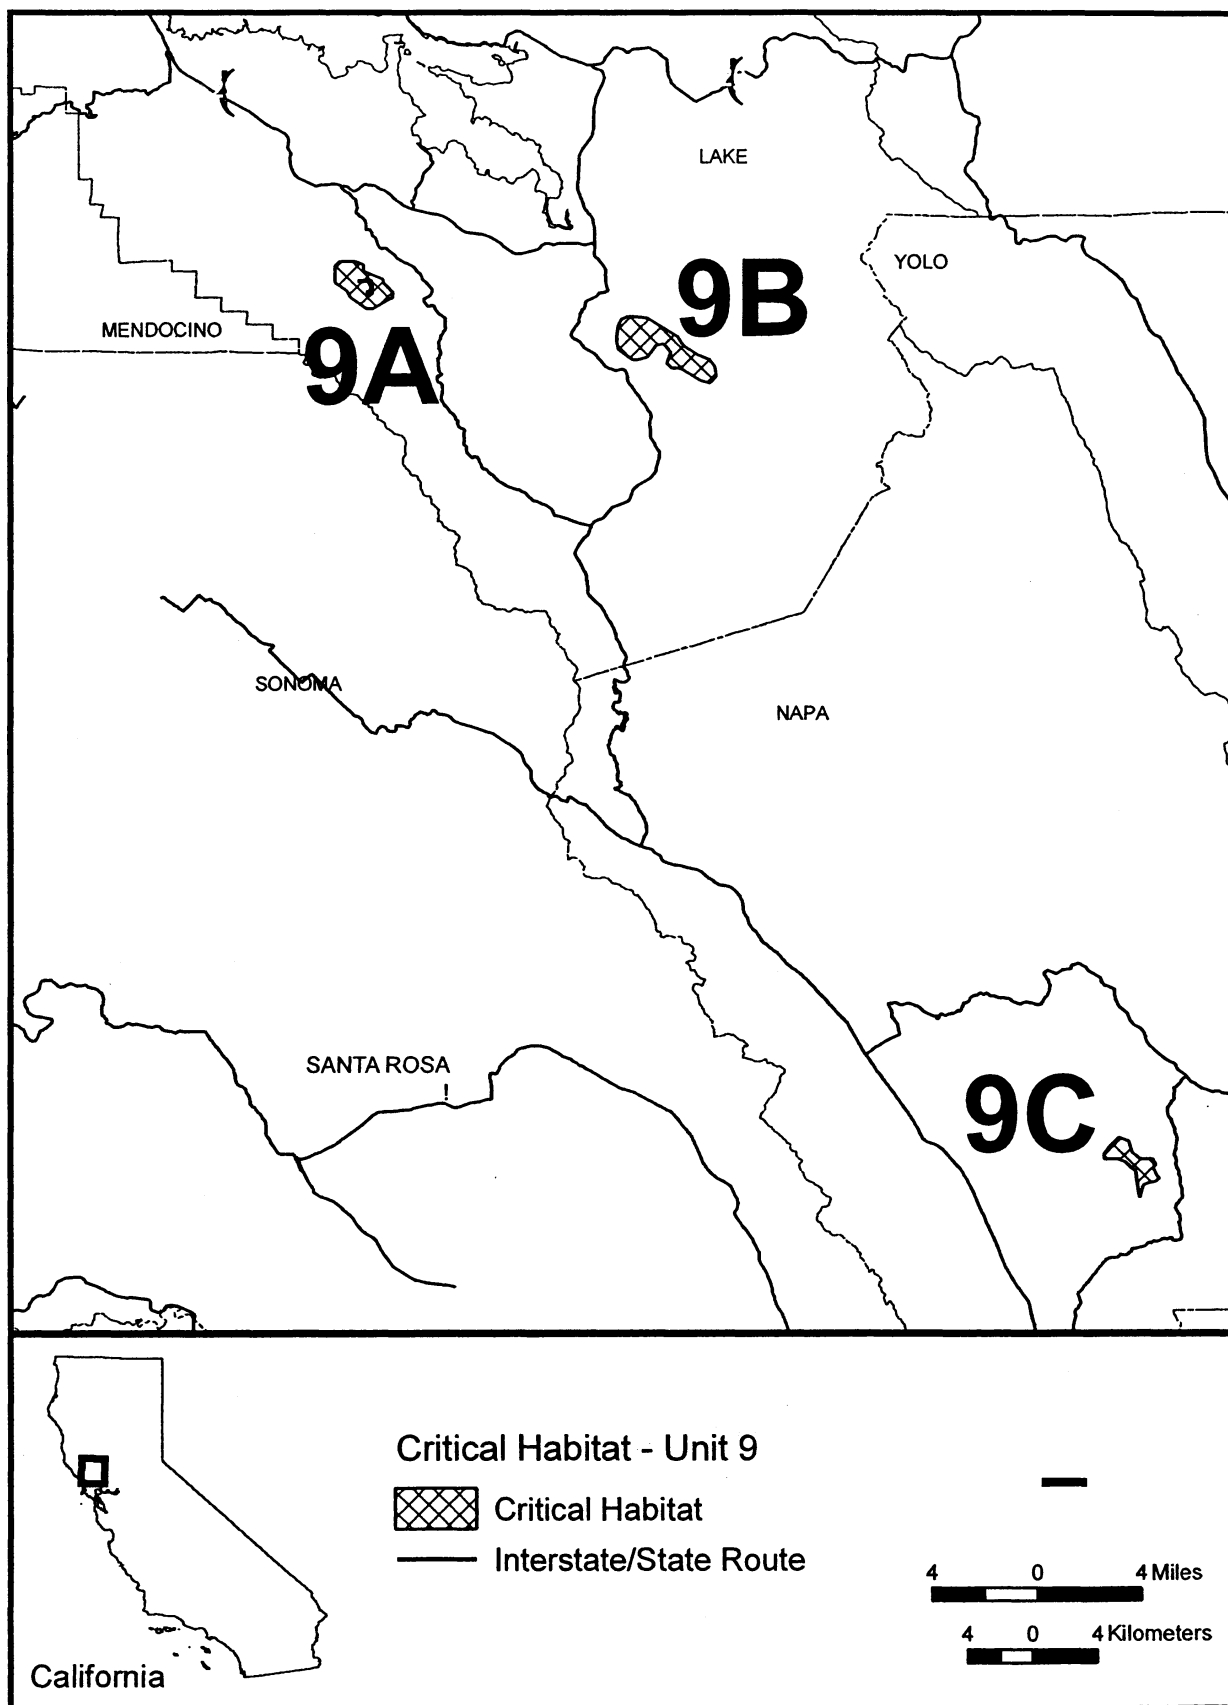 LAKE
YOLO
9B
MENDOCINO
9A
SONOMA
NAPA
SANTA ROSA
9C
Critical Habitat - Unit 9
Critical Habitat
Interstate/State Route
4 0 4 Miles
4 0 4 Kilometers
California